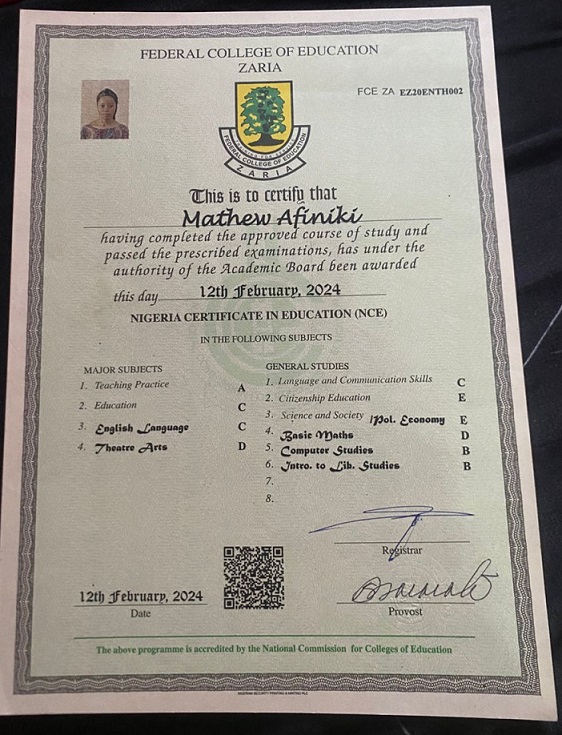 FEDERAL COLLEGE OF EDUCATION
ZARIA
FCE ZA EZ20ENTH002
FEDERAL COLLEGE OF EDUCATION
ZARIA
This is to certify that
Mathew Afiniki
having completed the approved course of study and
passed the prescribed examinations, has under the
authority of the Academic Board been awarded
this day 12th February, 2024
NIGERIA CERTIFICATE IN EDUCATION (NCE)
IN THE FOLLOWING SUBJECTS
MAJOR SUBJECTS
1. Teaching Practice A
2. Education C
3. English Language C
4. Theatre Arts D
GENERAL STUDIES
1. Language and Communication Skills C
2. Citizenship Education E
3. Science and Society /Pol. Economy E
4. Basic Maths D
5. Computer Studies B
6. Intro. to Lib. Studies B
7.
8.
Registrar
12th February, 2024
Date
Provost
The above programme is accredited by the National Commission for Colleges of Education